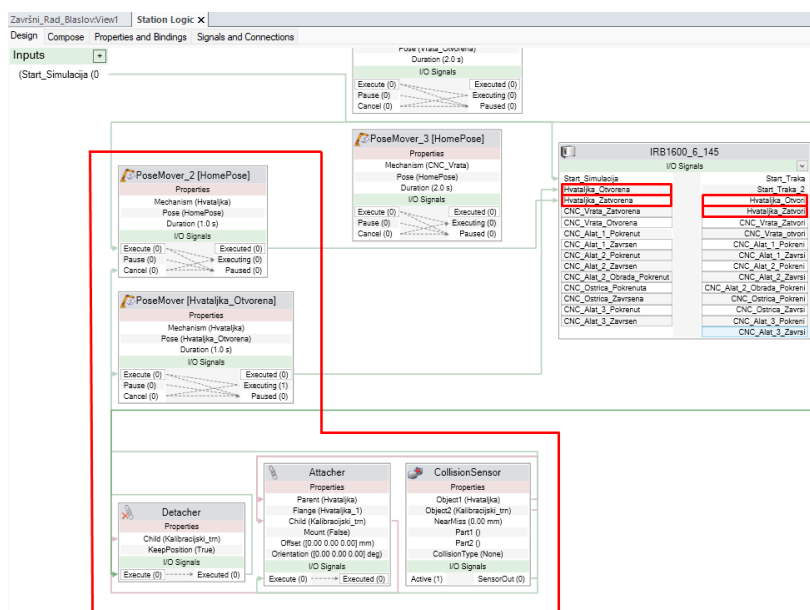 Završni_Rad_Blaslov:View1 Station Logic X
Design Compose Properties and Bindings Signals and Connections
Inputs +
(Start_Simulacija (0
Pose (Vrata_Otvorena)
Duration (2.0 s)
I/O Signals
Execute (0) Executed (0)
Pause (0) Executing (0)
Cancel (0) Paused (0)
PoseMover_3 [HomePose]
Properties
Mechanism (CNC_Vrata)
Pose (HomePose)
Duration (2.0 s)
I/O Signals
Execute (0) Executed (0)
Pause (0) Executing (0)
Cancel (0) Paused (0)
IRB1600_6_145
I/O Signals
Start_Simulacija Start_Traka
Hvataljka_Otvorena Start_Traka_2
Hvataljka_Zatvorena Hvataljka_Otvori
CNC_Vrata_Zatvorena Hvataljka_Zatvori
CNC_Vrata_Otvorena CNC_Vrata_Zatvori
CNC_Alat_1_Pokrenut CNC_Vrata_otvori
CNC_Alat_1_Zavrsen CNC_Alat_1_Pokreni
CNC_Alat_2_Pokrenut CNC_Alat_1_Zavrsi
CNC_Alat_2_Zavrsen CNC_Alat_2_Pokreni
CNC_Alat_2_Obrada_Pokrenut CNC_Alat_2_Zavrsi
CNC_Ostrica_Pokrenuta CNC_Alat_2_Obrada_Pokreni
CNC_Ostrica_Zavrsena CNC_Ostrica_Pokreni
CNC_Alat_3_Pokrenut CNC_Ostrica_Zavrsi
CNC_Alat_3_Zavrsen CNC_Alat_3_Pokreni
CNC_Alat_3_Zavrsi
PoseMover_2 [HomePose]
Properties
Mechanism (Hvataljka)
Pose (HomePose)
Duration (1.0 s)
I/O Signals
Execute (0) Executed (0)
Pause (0) Executing (0)
Cancel (0) Paused (0)
PoseMover [Hvataljka_Otvorena]
Properties
Mechanism (Hvataljka)
Pose (Hvataljka_Otvorena)
Duration (1.0 s)
I/O Signals
Execute (0) Executed (0)
Pause (0) Executing (1)
Cancel (0) Paused (0)
Detacher
Properties
Child (Kalibracijski_trn)
KeepPosition (True)
I/O Signals
Execute (0) Executed (0)
Attacher
Properties
Parent (Hvataljka)
Flange (Hvataljka_1)
Child (Kalibracijski_trn)
Mount (False)
Offset ([0.00 0.00 0.00] mm)
Orientation ([0.00 0.00 0.00] deg)
I/O Signals
Execute (0) Executed (0)
CollisionSensor
Properties
Object1 (Hvataljka)
Object2 (Kalibracijski_trn)
NearMiss (0.00 mm)
Part1 ()
Part2 ()
CollisionType (None)
I/O Signals
Active (1) SensorOut (0)